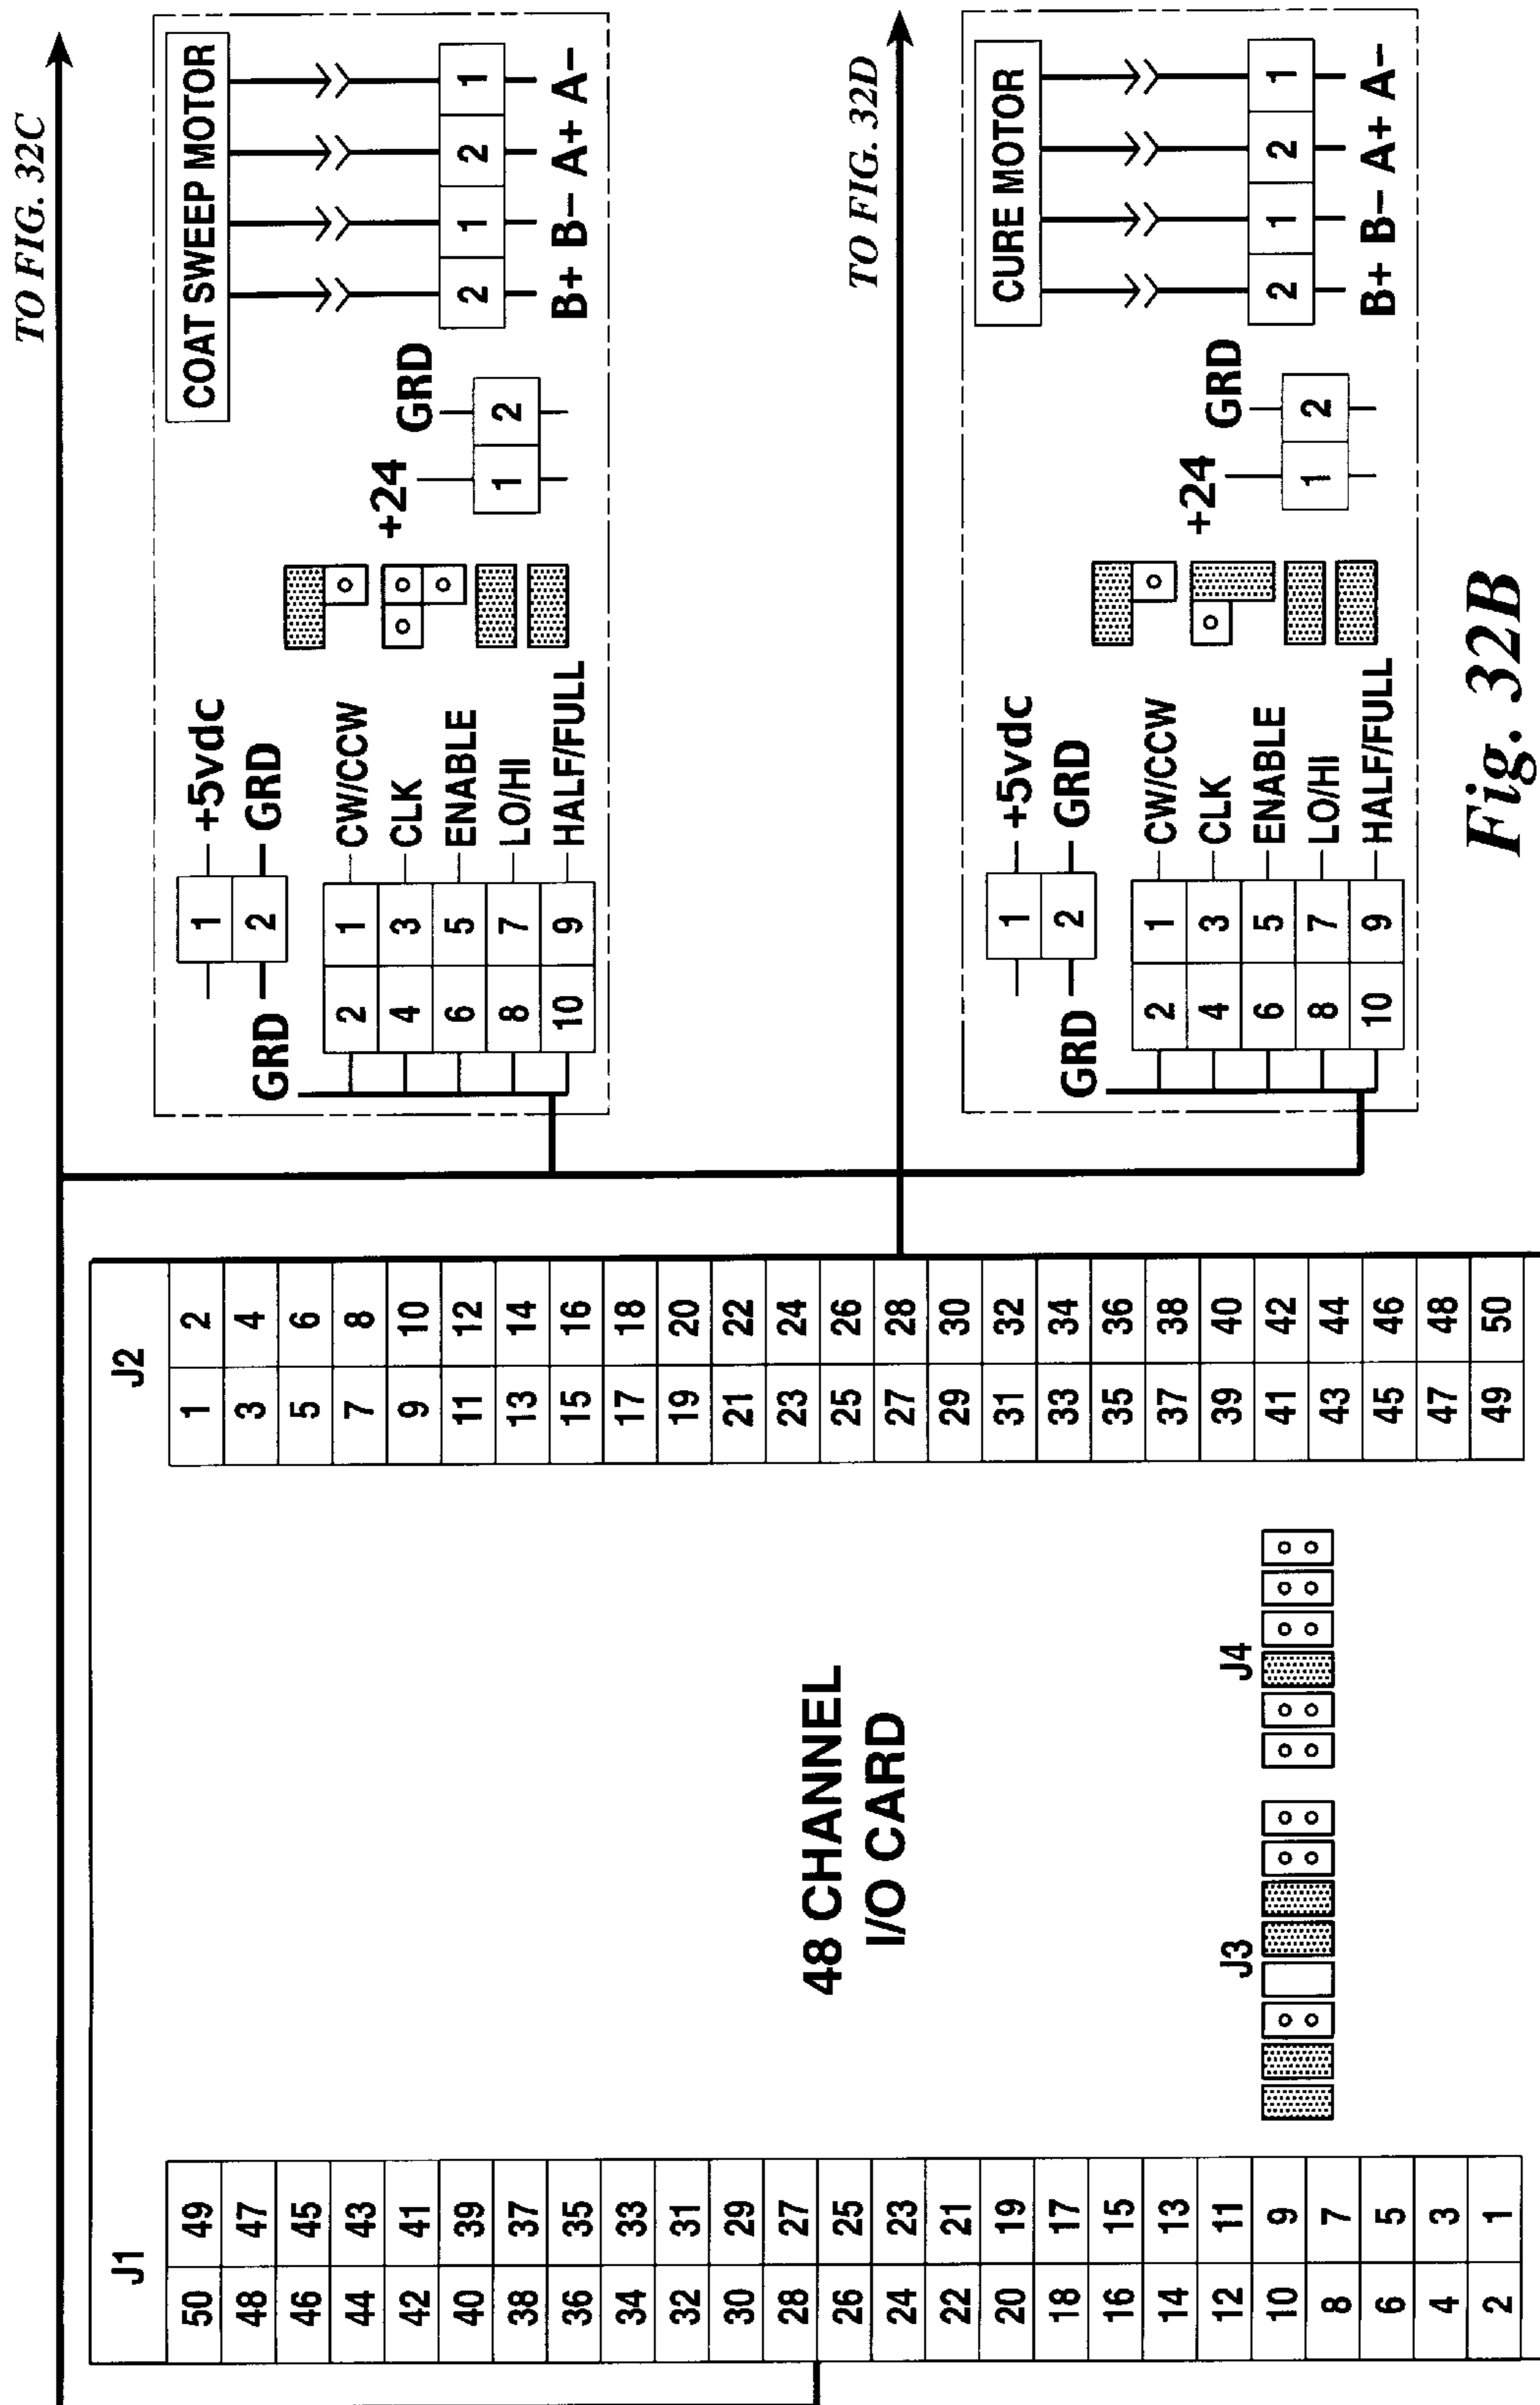 TO FIG. 32C
COAT SWEEP MOTOR
2 1 2 1
B+ B− A+ A−
+24 GRD
1 2
1 +5vdc
2 GRD
GRD
2 1 CW/CCW
4 3 CLK
6 5 ENABLE
8 7 LO/HI
10 9 HALF/FULL
TO FIG. 32D
CURE MOTOR
2 1 2 1
B+ B− A+ A−
+24 GRD
1 2
1 +5vdc
2 GRD
GRD
2 1 CW/CCW
4 3 CLK
6 5 ENABLE
8 7 LO/HI
10 9 HALF/FULL
J1
50 49
48 47
46 45
44 43
42 41
40 39
38 37
36 35
34 33
32 31
30 29
28 27
26 25
24 23
22 21
20 19
18 17
16 15
14 13
12 11
10 9
8 7
6 5
4 3
2 1
48 CHANNEL
I/O CARD
J3
J4
J2
1 2
3 4
5 6
7 8
9 10
11 12
13 14
15 16
17 18
19 20
21 22
23 24
25 26
27 28
29 30
31 32
33 34
35 36
37 38
39 40
41 42
43 44
45 46
47 48
49 50
Fig. 32B